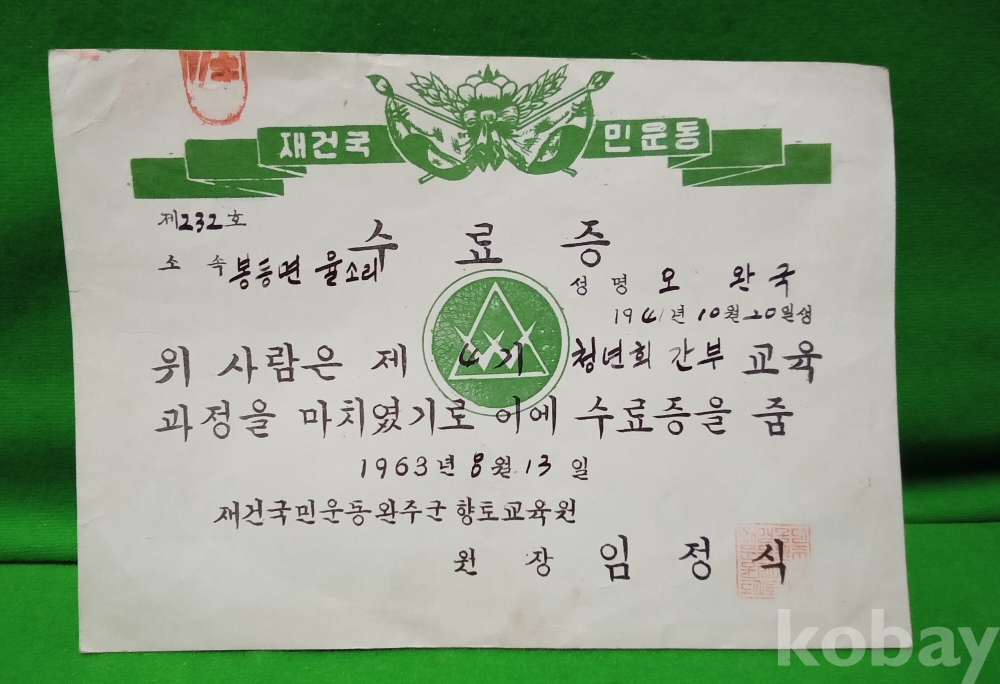 재건국민운동
제232호
수료증
소속 봉동면 율소리
성명 오완국
1941년 10월 20일생
위 사람은 제 4기 청년회 간부 교육
과정을 마치였기로 이에 수료증을 줌
1963년 8월 13일
재건국민운동완주군향토교육원
원장 임정식
kobay